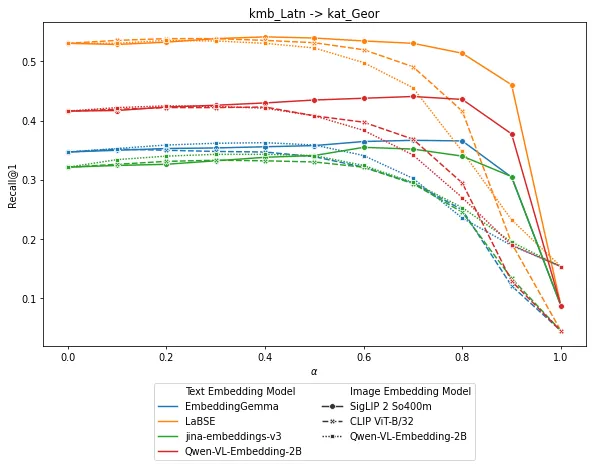 kmb_Latn -> kat_Geor
Recall@1
0.5
0.4
0.3
0.2
0.1
0.0 0.2 0.4 0.6 0.8 1.0
α
Text Embedding Model Image Embedding Model
EmbeddingGemma SigLIP 2 So400m
LaBSE CLIP ViT-B/32
jina-embeddings-v3 Qwen-VL-Embedding-2B
Qwen-VL-Embedding-2B